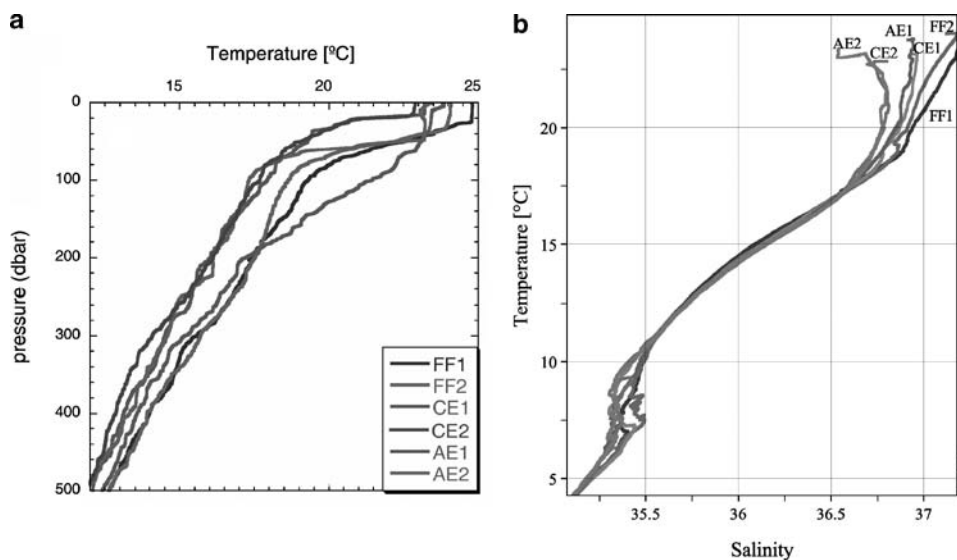 a
Temperature [ºC]
15 20 25
0
100
200
300
400
500
pressure (dbar)
FF1
FF2
CE1
CE2
AE1
AE2
b
AE2
CE2
AE1
FF2
CE1
FF1
20
15
10
5
Temperature [°C]
35.5 36 36.5 37
Salinity